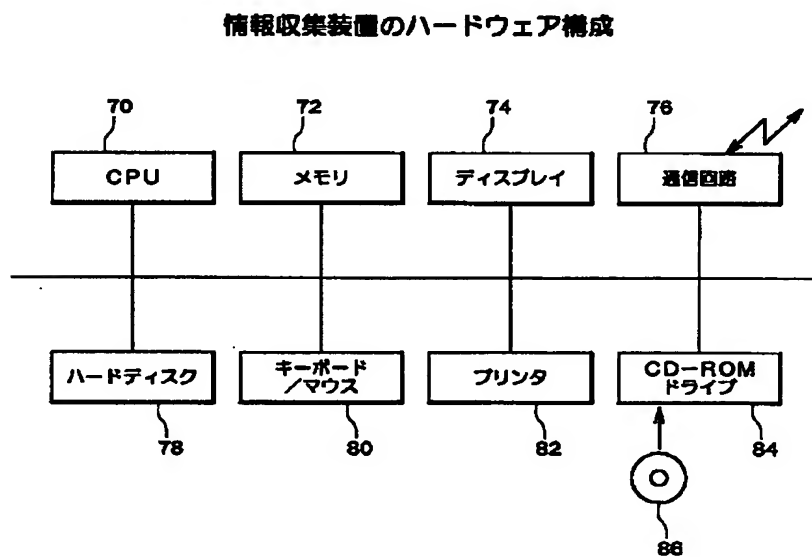 情報収集装置のハードウェア構成
70
72
74
76
CPU
メモリ
ディスプレイ
通信回路
ハードディスク
キーボード
/マウス
プリンタ
CD-ROM
ドライブ
78
80
82
84
86